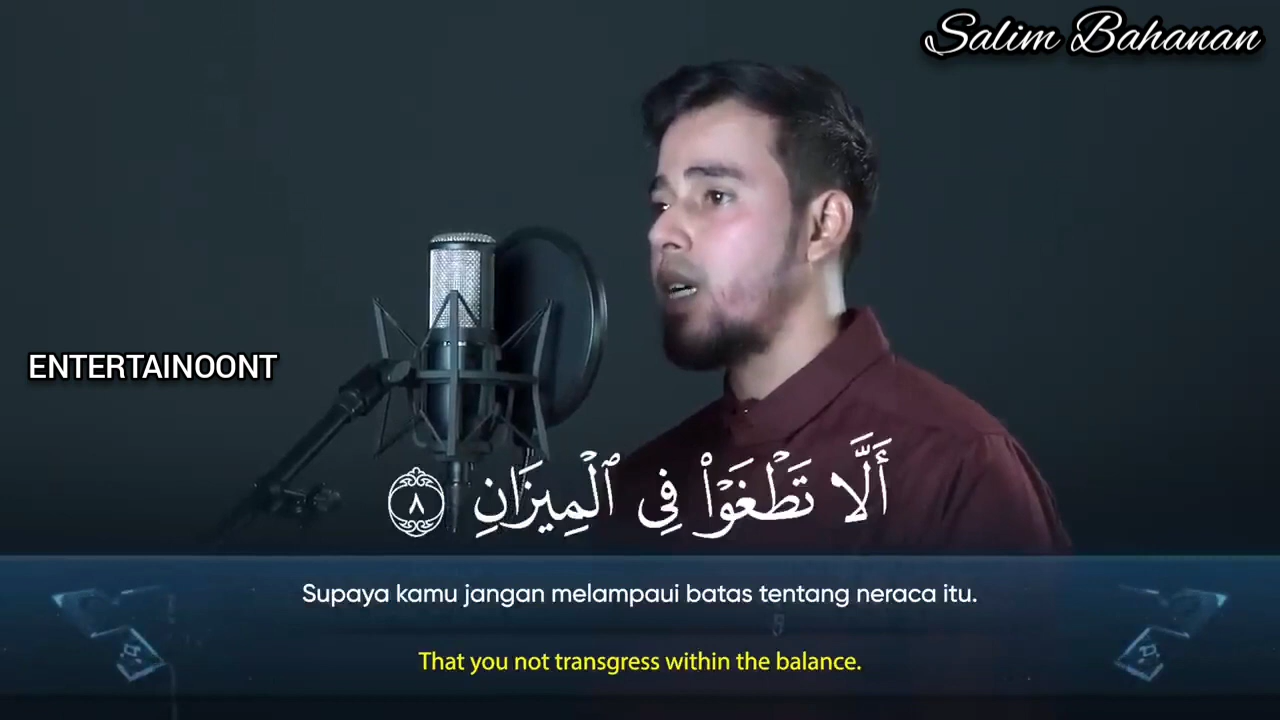 Salim Bahanan
ENTERTAINOONT
أَلَّا تَطْغَوْا۟ فِى ٱلْمِيزَانِ ٨
Supaya kamu jangan melampaui batas tentang neraca itu.
That you not transgress within the balance.